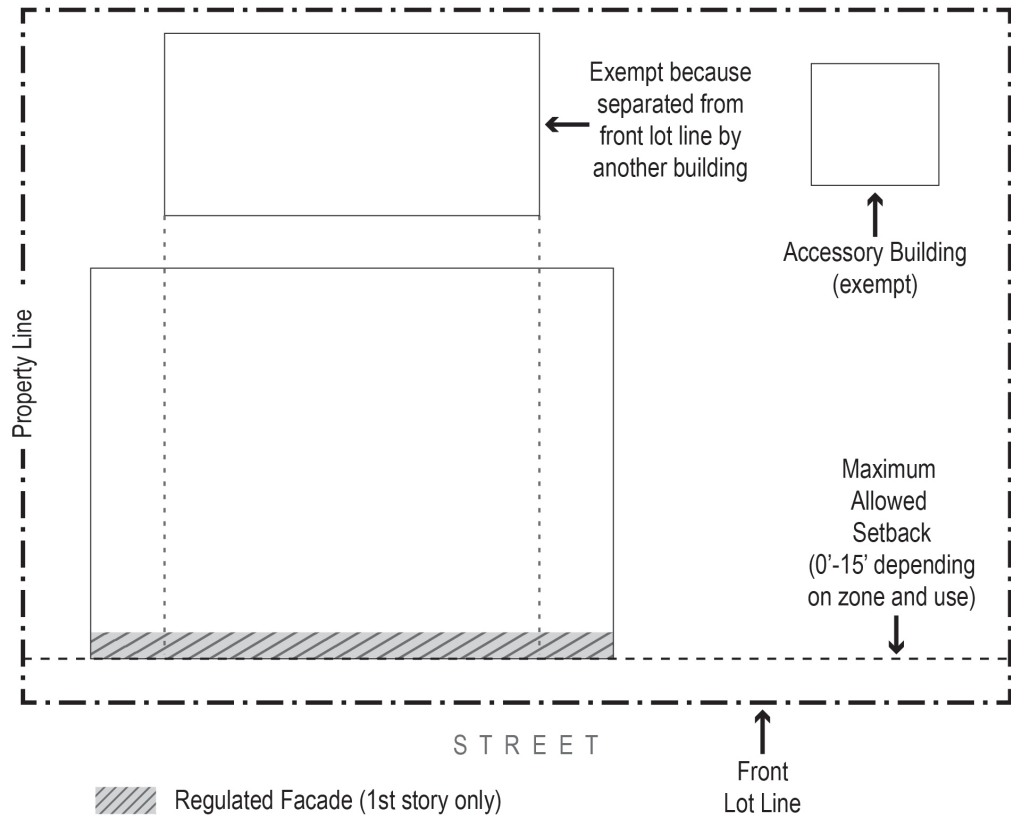 Exempt because
separated from
front lot line by
another building
Accessory Building
(exempt)
Property Line
Maximum
Allowed
Setback
(0’-15’ depending
on zone and use)
STREET
Front
Lot Line
Regulated Facade (1st story only)